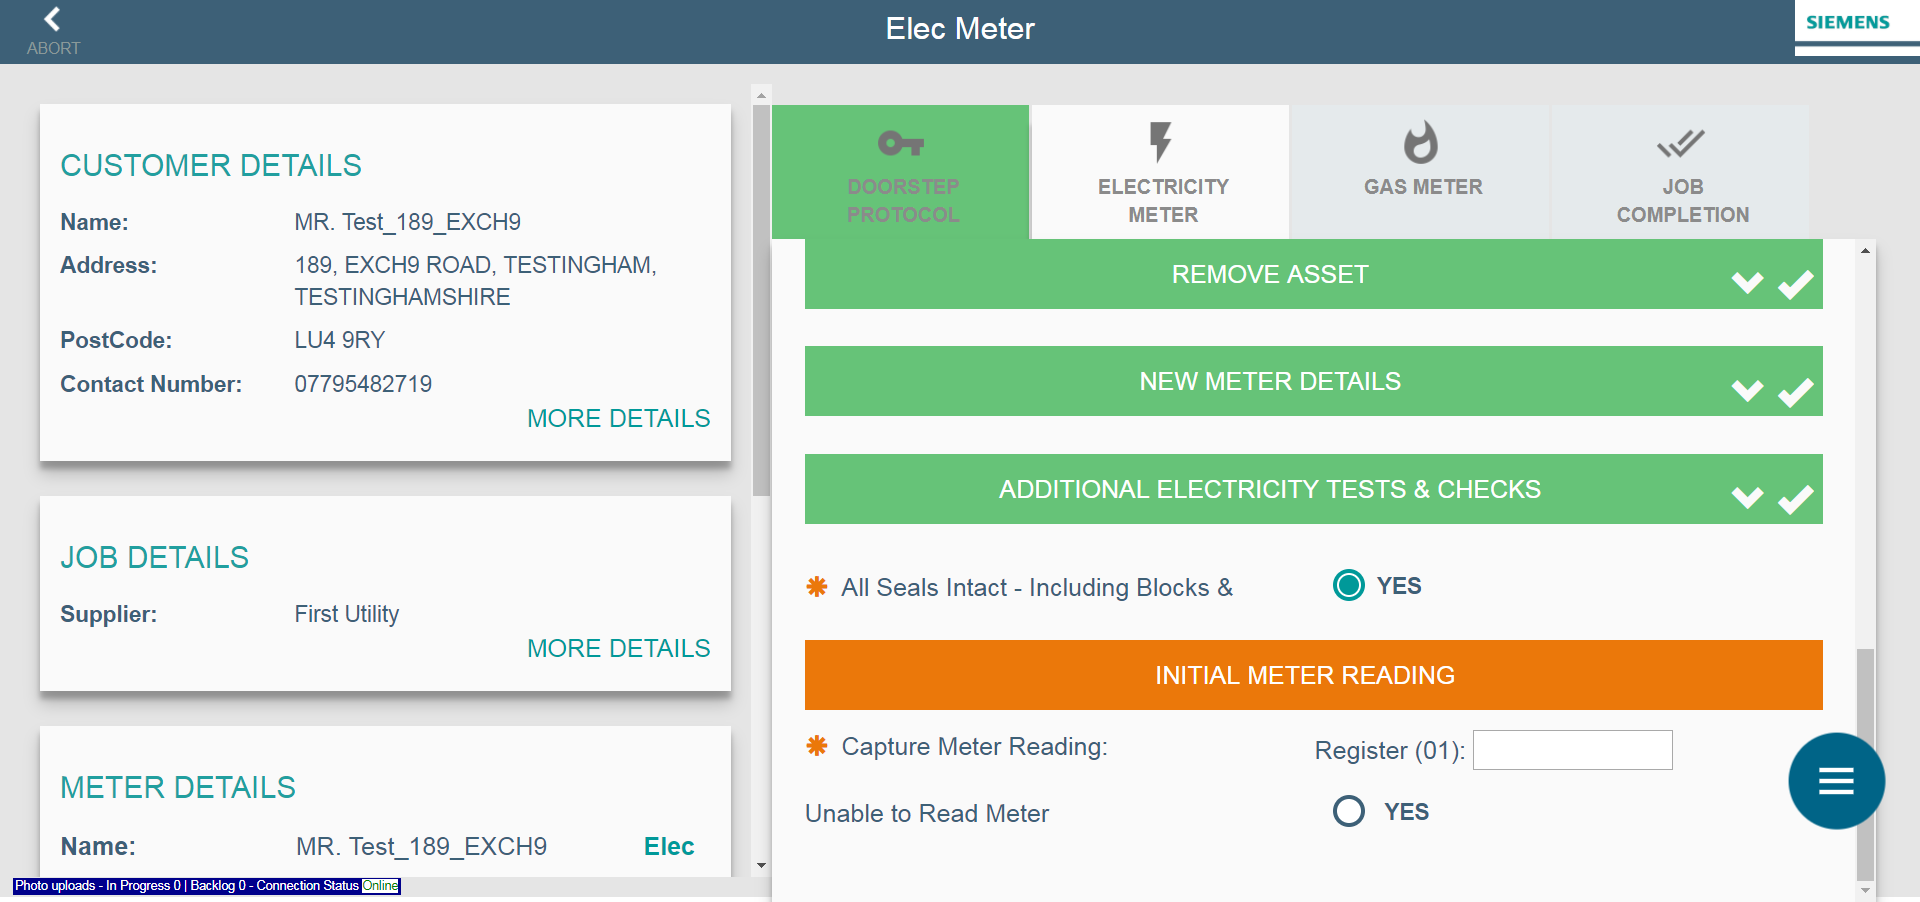 ABORT
Elec Meter
SIEMENS
CUSTOMER DETAILS
Name: MR. Test_189_EXCH9
Address: 189, EXCH9 ROAD, TESTINGHAM,
TESTINGHAMSHIRE
PostCode: LU4 9RY
Contact Number: 07795482719
MORE DETAILS
JOB DETAILS
Supplier: First Utility
MORE DETAILS
METER DETAILS
Name: MR. Test_189_EXCH9 Elec
Photo uploads - In Progress 0 | Backlog 0 - Connection Status Online
DOORSTEP
PROTOCOL
ELECTRICITY
METER
GAS METER
JOB
COMPLETION
REMOVE ASSET
NEW METER DETAILS
ADDITIONAL ELECTRICITY TESTS & CHECKS
✱ All Seals Intact - Including Blocks & YES
INITIAL METER READING
✱ Capture Meter Reading: Register (01):
Unable to Read Meter YES